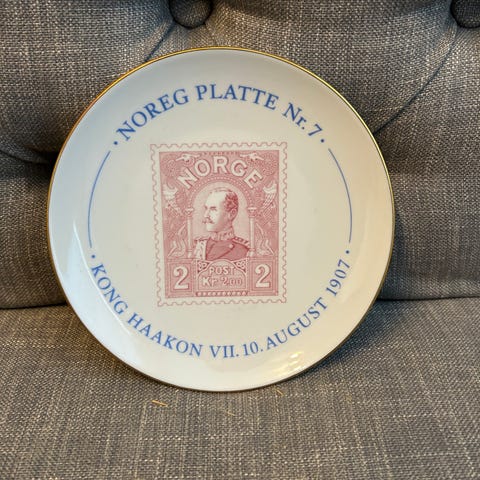 · NOREG PLATTE Nr. 7 ·
NORGE
2 POST 2
Kr. 2/00
· KONG HAAKON VII. 10. AUGUST 1907 ·